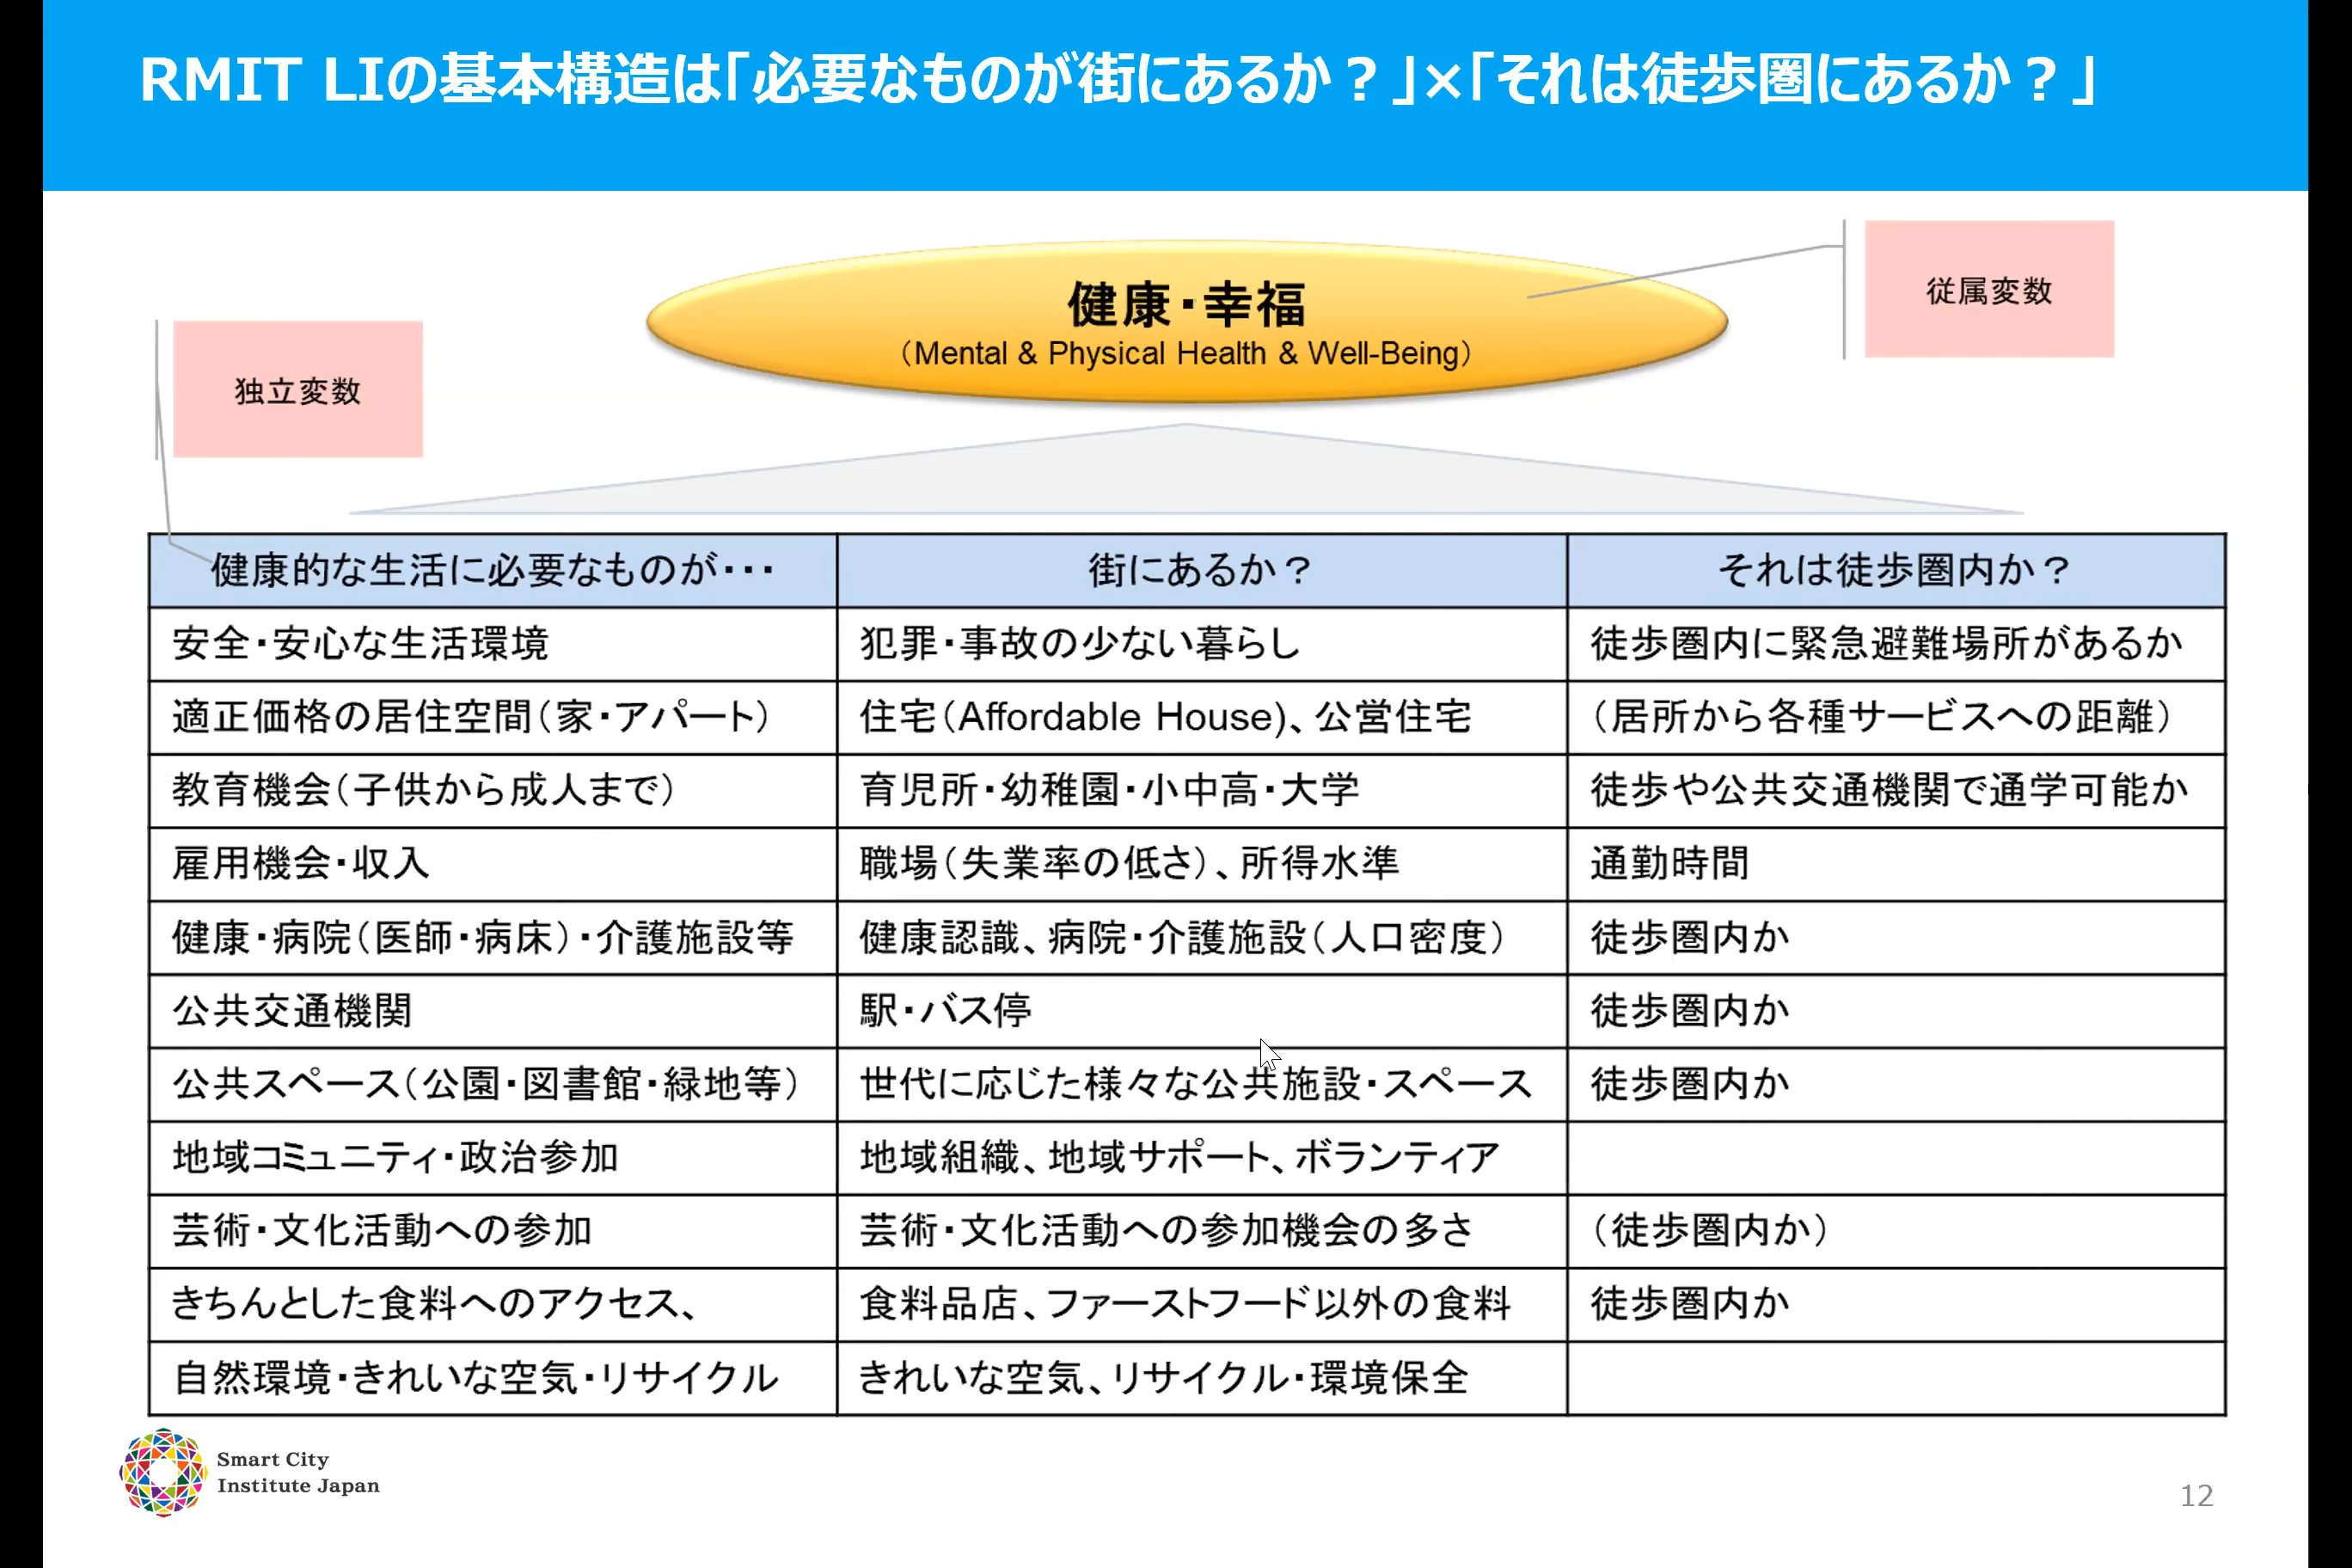 RMIT LIの基本構造は「必要なものが街にあるか？」×「それは徒歩圏にあるか？」
従属変数
健康・幸福
（Mental & Physical Health & Well-Being）
独立変数
健康的な生活に必要なものが・・・ 街にあるか？ それは徒歩圏内か？
安全・安心な生活環境 犯罪・事故の少ない暮らし 徒歩圏内に緊急避難場所があるか
適正価格の居住空間（家・アパート） 住宅（Affordable House)、公営住宅 （居所から各種サービスへの距離）
教育機会（子供から成人まで） 育児所・幼稚園・小中高・大学 徒歩や公共交通機関で通学可能か
雇用機会・収入 職場（失業率の低さ）、所得水準 通勤時間
健康・病院（医師・病床）・介護施設等 健康認識、病院・介護施設（人口密度） 徒歩圏内か
公共交通機関 駅・バス停 徒歩圏内か
公共スペース（公園・図書館・緑地等） 世代に応じた様々な公共施設・スペース 徒歩圏内か
地域コミュニティ・政治参加 地域組織、地域サポート、ボランティア
芸術・文化活動への参加 芸術・文化活動への参加機会の多さ （徒歩圏内か）
きちんとした食料へのアクセス、 食料品店、ファーストフード以外の食料 徒歩圏内か
自然環境・きれいな空気・リサイクル きれいな空気、リサイクル・環境保全
Smart City
Institute Japan
12